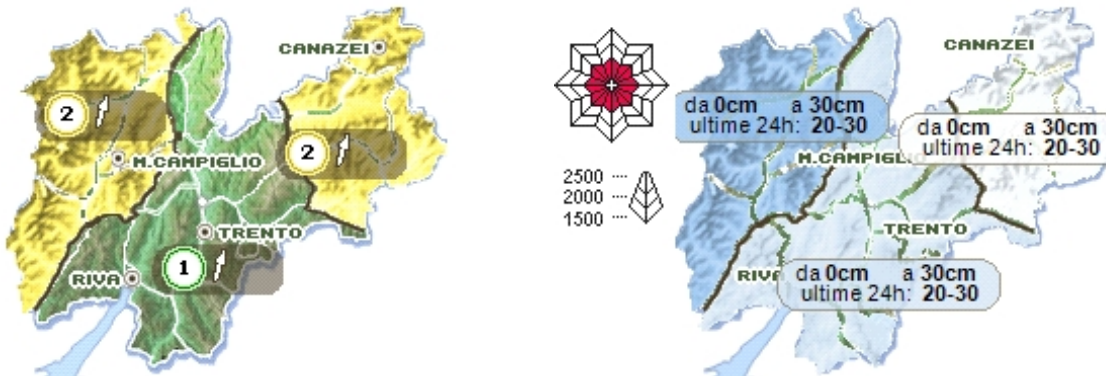 CANAZEI
2
M.CAMPIGLIO
2
TRENTO
1
RIVA
2500
2000
1500
CANAZEI
da 0cm a 30cm
ultime 24h: 20-30
da 0cm a 30cm
ultime 24h: 20-30
M.CAMPIGLI
TRENTO
RIVA
da 0cm a 30cm
ultime 24h: 20-30